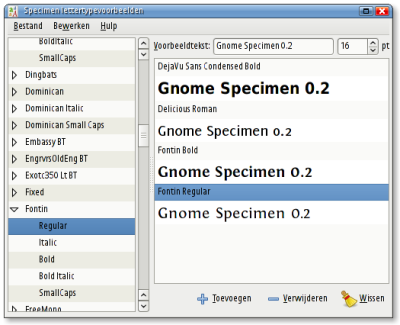 Specimen lettertypevoorbeelden
Bestand Bewerken Hulp
BoldItalic
SmallCaps
Dingbats
Dominican
Dominican Italic
Dominican Small Caps
Embassy BT
EngrvrsOldEng BT
Exotc350 Lt BT
Fixed
Fontin
Regular
Italic
Bold
Bold Italic
SmallCaps
FreeMono
Voorbeeldtekst: Gnome Specimen 0.2 16 pt
DejaVu Sans Condensed Bold
Gnome Specimen 0.2
Delicious Roman
Gnome Specimen 0.2
Fontin Bold
Gnome Specimen 0.2
Fontin Regular
Gnome Specimen 0.2
Toevoegen Verwijderen Wissen